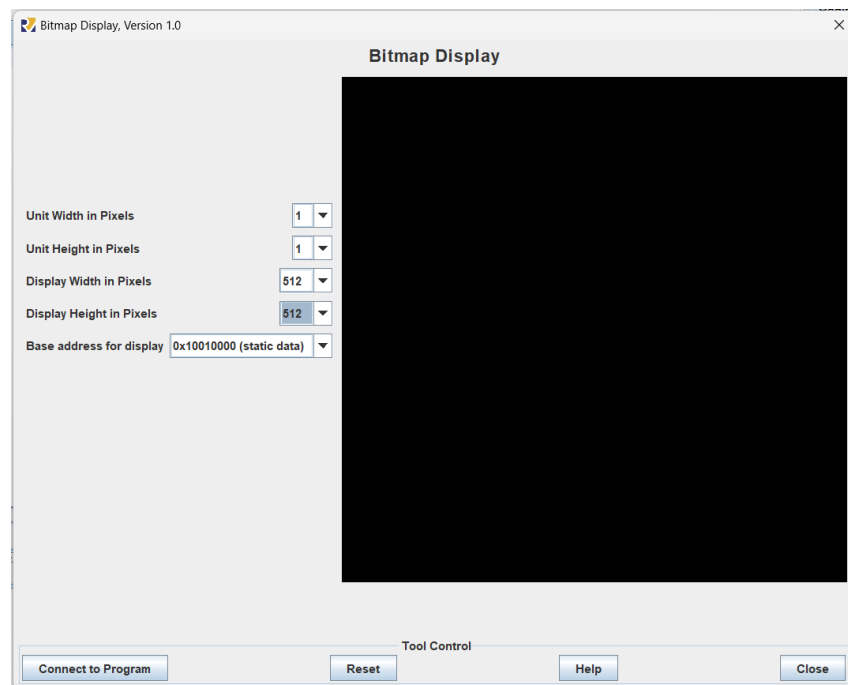 Bitmap Display, Version 1.0
Bitmap Display
Unit Width in Pixels 1
Unit Height in Pixels 1
Display Width in Pixels 512
Display Height in Pixels 512
Base address for display 0x10010000 (static data)
Tool Control
Connect to Program Reset Help Close